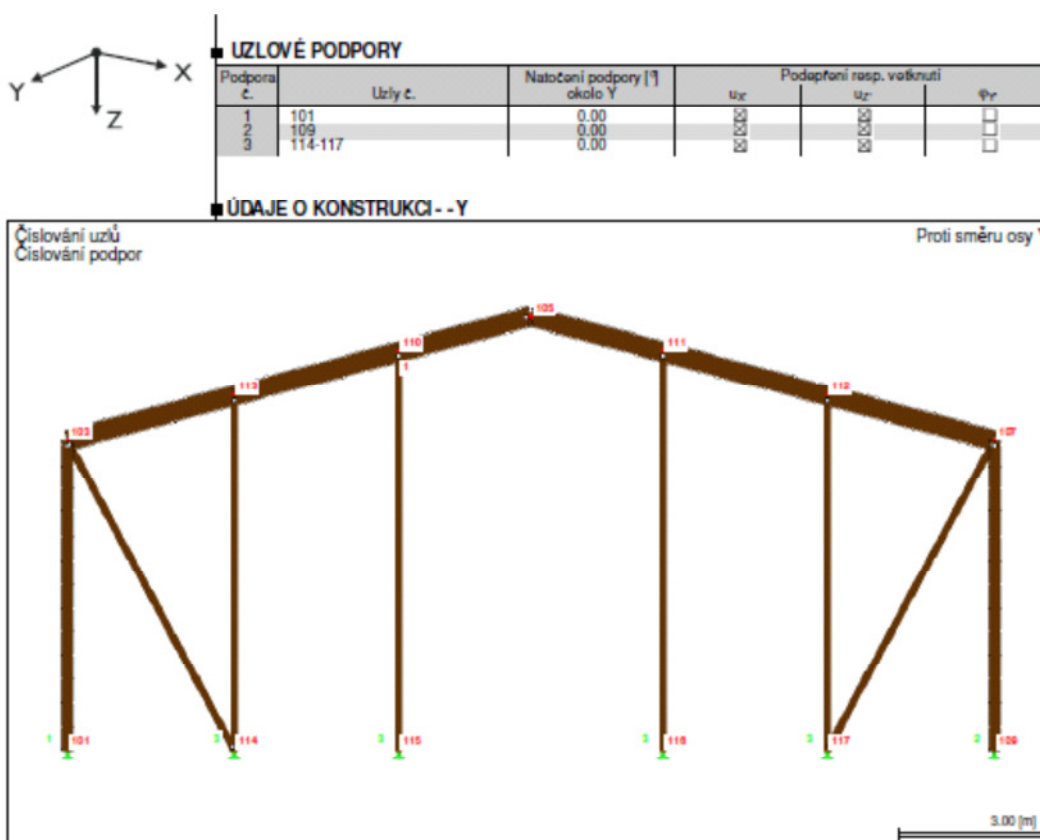 UZLOVÉ PODPORY
Podpora Natočení podpory [°] Podepření resp. vetknutí
č. Uzly č. okolo Y uX' uZ' φY'
1 101 0.00 ☒ ☒ ☐
2 109 0.00 ☒ ☒ ☐
3 114-117 0.00 ☒ ☒ ☐
Y X
Z
ÚDAJE O KONSTRUKCI - - Y
Číslování uzlů Proti směru osy Y
Číslování podpor
105
110 111
1
113 112
103 107
1 101 3 114 3 115 3 116 3 117 2 109
3.00 [m]